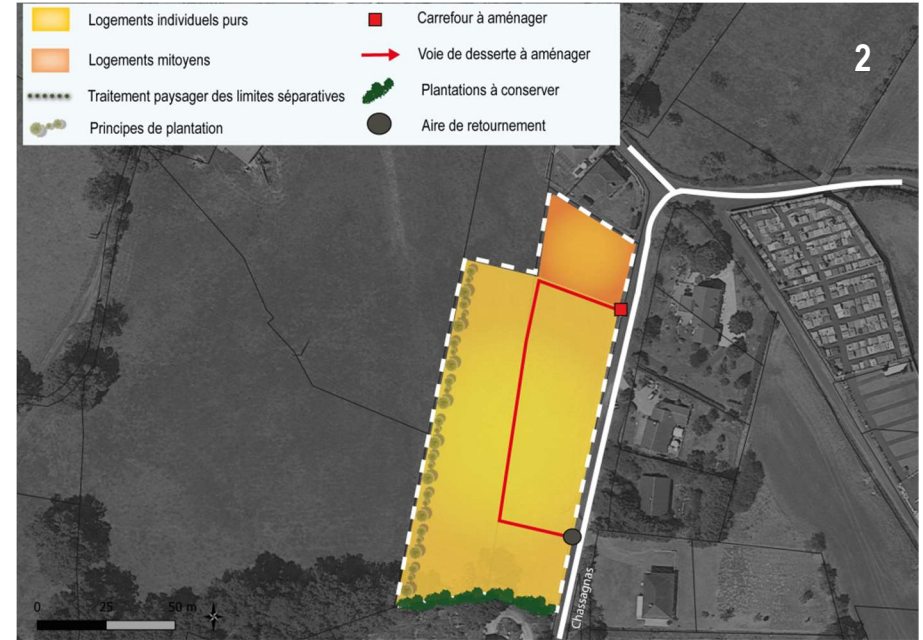 Logements individuels purs
Carrefour à aménager
Logements mitoyens
Voie de desserte à aménager
Traitement paysager des limites séparatives
Plantations à conserver
Principes de plantation
Aire de retournement
2
Chassagnas
0 25 50 m